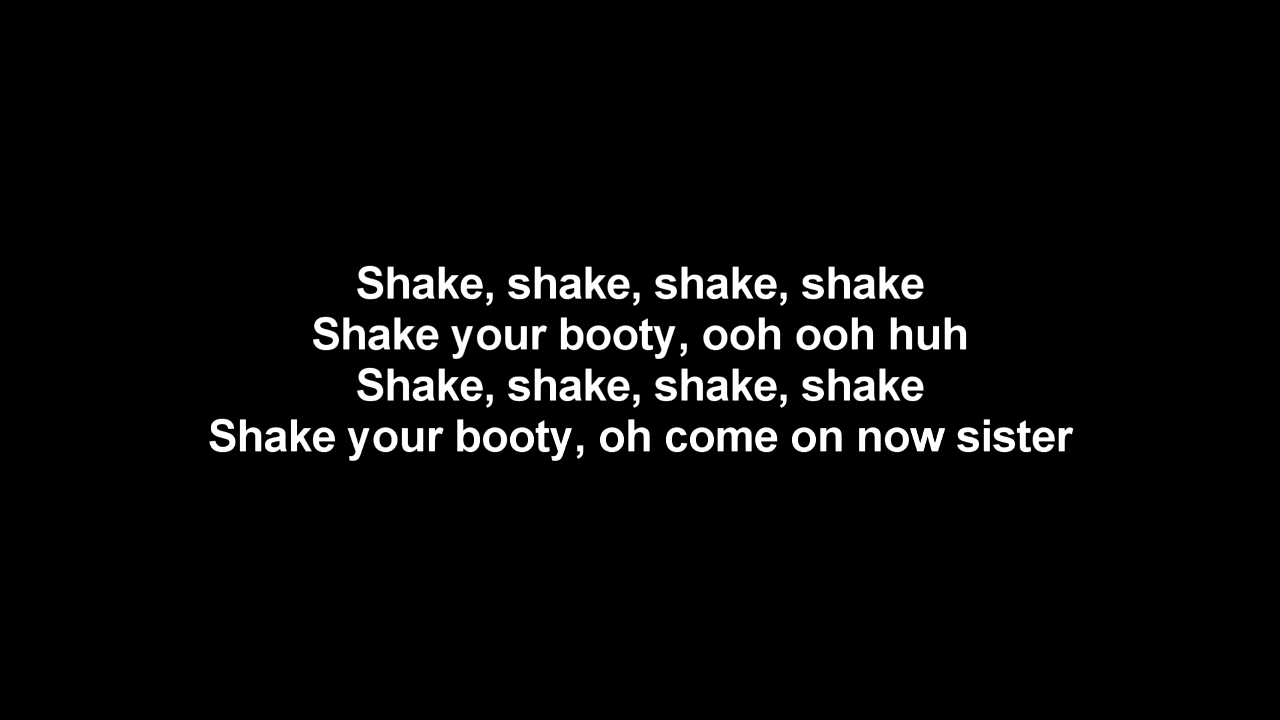 Shake, shake, shake, shake
Shake your booty, ooh ooh huh
Shake, shake, shake, shake
Shake your booty, oh come on now sister